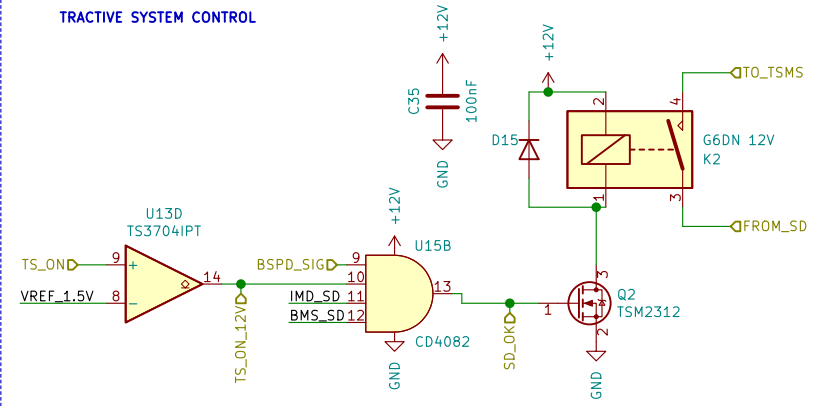 TRACTIVE SYSTEM CONTROL
+12V
C35
100nF
GND
+12V
D15
2
1
4
3
G6DN 12V
K2
TO_TSMS
FROM_SD
U13D
TS3704IPT
TS_ON
9
+
VREF_1.5V
8
-
14
TS_ON_12V
+12V
U15B
BSPD_SIG
9
10
IMD_SD
11
BMS_SD
12
13
CD4082
GND
SD_OK
1
3
Q2
TSM2312
2
GND